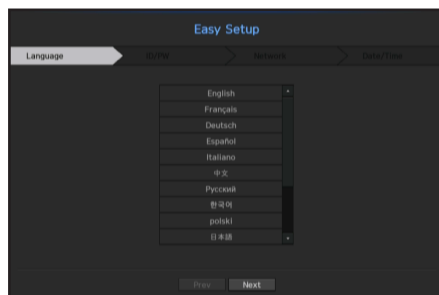 Easy Setup
Language
ID/PW
Network
Date/Time
English
Français
Deutsch
Español
Italiano
中文
Русский
한국어
polski
日本語
Prev
Next